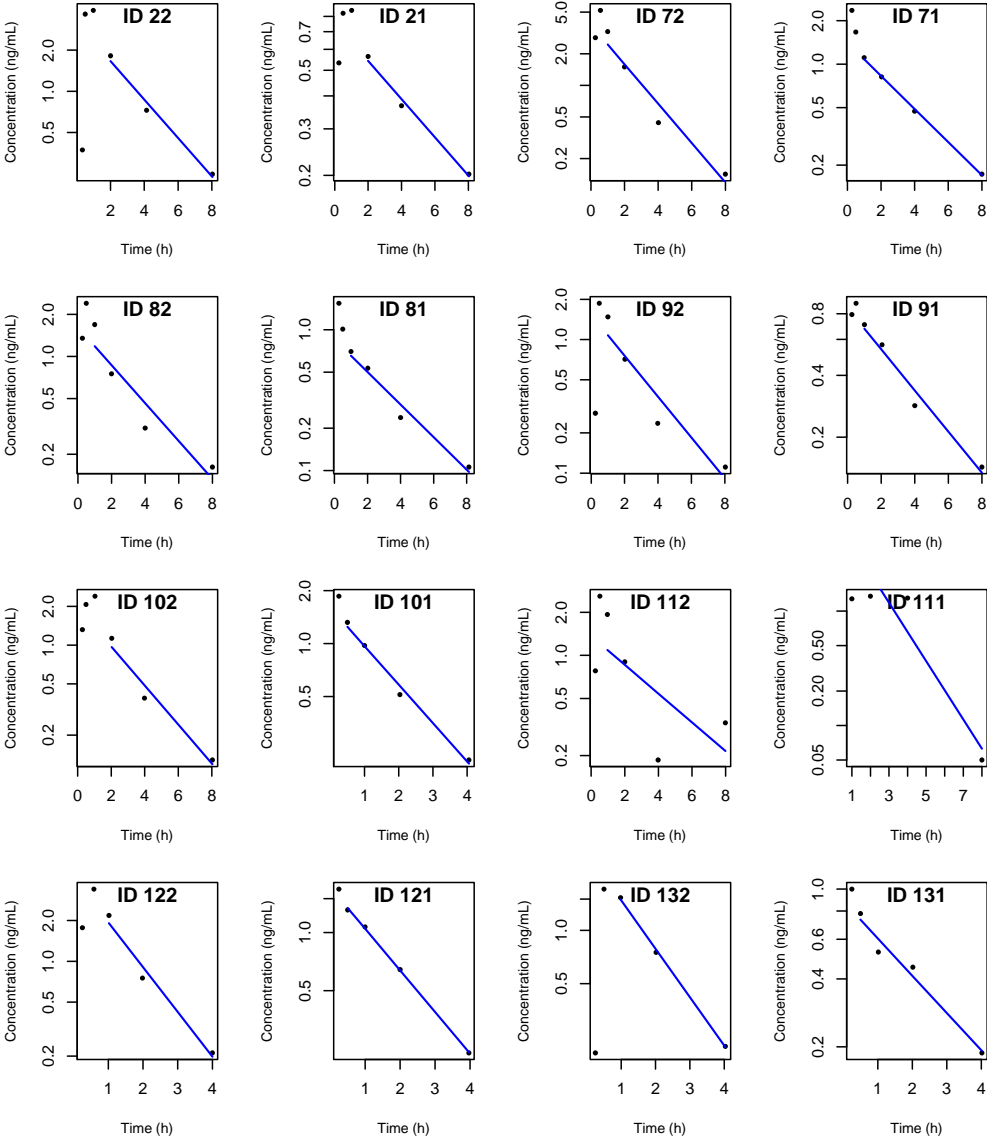 ID 22
Concentration (ng/mL)
0.5 1.0 2.0
2 4 6 8
Time (h)
ID 21
Concentration (ng/mL)
0.2 0.3 0.5 0.7
0 2 4 6 8
Time (h)
ID 72
Concentration (ng/mL)
0.2 0.5 2.0 5.0
0 2 4 6 8
Time (h)
ID 71
Concentration (ng/mL)
0.2 0.5 1.0 2.0
0 2 4 6 8
Time (h)
ID 82
Concentration (ng/mL)
0.2 0.5 1.0 2.0
0 2 4 6 8
Time (h)
ID 81
Concentration (ng/mL)
0.1 0.2 0.5 1.0
0 2 4 6 8
Time (h)
ID 92
Concentration (ng/mL)
0.1 0.2 0.5 1.0 2.0
0 2 4 6 8
Time (h)
ID 91
Concentration (ng/mL)
0.2 0.4 0.8
0 2 4 6 8
Time (h)
ID 102
Concentration (ng/mL)
0.2 0.5 1.0 2.0
0 2 4 6 8
Time (h)
ID 101
Concentration (ng/mL)
0.5 1.0 2.0
1 2 3 4
Time (h)
ID 112
Concentration (ng/mL)
0.2 0.5 1.0 2.0
0 2 4 6 8
Time (h)
ID 111
Concentration (ng/mL)
0.05 0.20 0.50
1 3 5 7
Time (h)
ID 122
Concentration (ng/mL)
0.2 0.5 1.0 2.0
1 2 3 4
Time (h)
ID 121
Concentration (ng/mL)
0.5 1.0
1 2 3 4
Time (h)
ID 132
Concentration (ng/mL)
0.5 1.0
1 2 3 4
Time (h)
ID 131
Concentration (ng/mL)
0.2 0.4 0.6 1.0
1 2 3 4
Time (h)